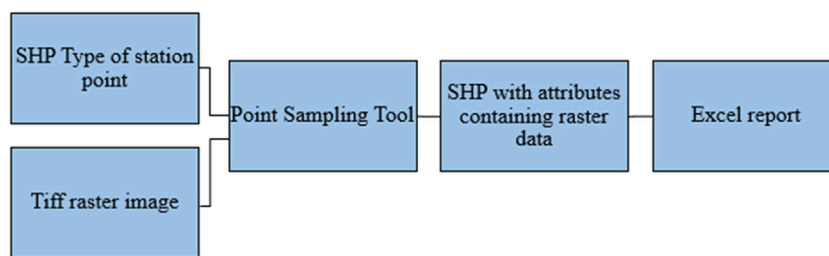 SHP Type of station
point
Tiff raster image
Point Sampling Tool
SHP with attributes
containing raster
data
Excel report